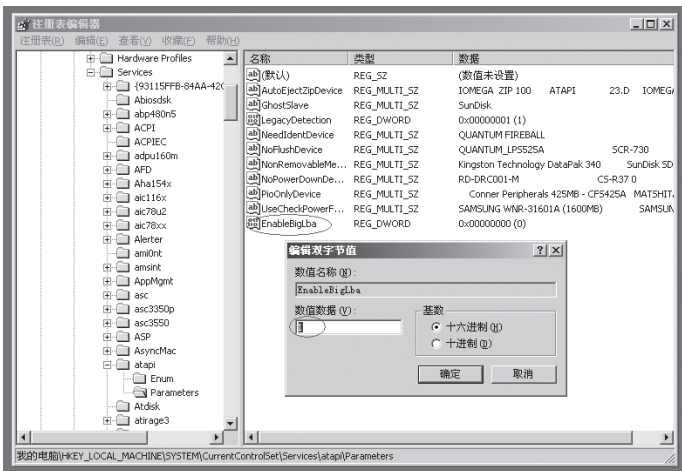 注册表编辑器
注册表(R) 编辑(E) 查看(V) 收藏(F) 帮助(H)
Hardware Profiles
Services
{93115FFB-84AA-42C
Abiosdsk
abp480n5
ACPI
ACPIEC
adpu160m
AFD
Aha154x
aic116x
aic78u2
aic78xx
Alerter
ami0nt
amsint
AppMgmt
asc
asc3350p
asc3550
ASP
AsyncMac
atapi
Enum
Parameters
Atdisk
atirage3
名称 类型 数据
(默认) REG_SZ (数值未设置)
AutoEjectZipDevice REG_MULTI_SZ IOMEGA ZIP 100 ATAPI 23.D IOMEG
GhostSlave REG_MULTI_SZ SunDisk
LegacyDetection REG_DWORD 0x00000001 (1)
NeedIdentDevice REG_MULTI_SZ QUANTUM FIREBALL
NoFlushDevice REG_MULTI_SZ QUANTUM_LPS525A SCR-730
NonRemovableMe... REG_MULTI_SZ Kingston Technology DataPak 340 SunDisk SD
NoPowerDownDe... REG_MULTI_SZ RD-DRC001-M CS-R37 0
PioOnlyDevice REG_MULTI_SZ Conner Peripherals 425MB - CFS425A MATSHIT
UseCheckPowerF... REG_MULTI_SZ SAMSUNG WNR-31601A (1600MB) SAMSUN
EnableBigLba REG_DWORD 0x00000000 (0)
编辑双字节值
数值名称(N):
EnableBigLba
数值数据(V):
基数
十六进制(H)
十进制(D)
确定 取消
我的电脑\HKEY_LOCAL_MACHINE\SYSTEM\CurrentControlSet\Services\atapi\Parameters